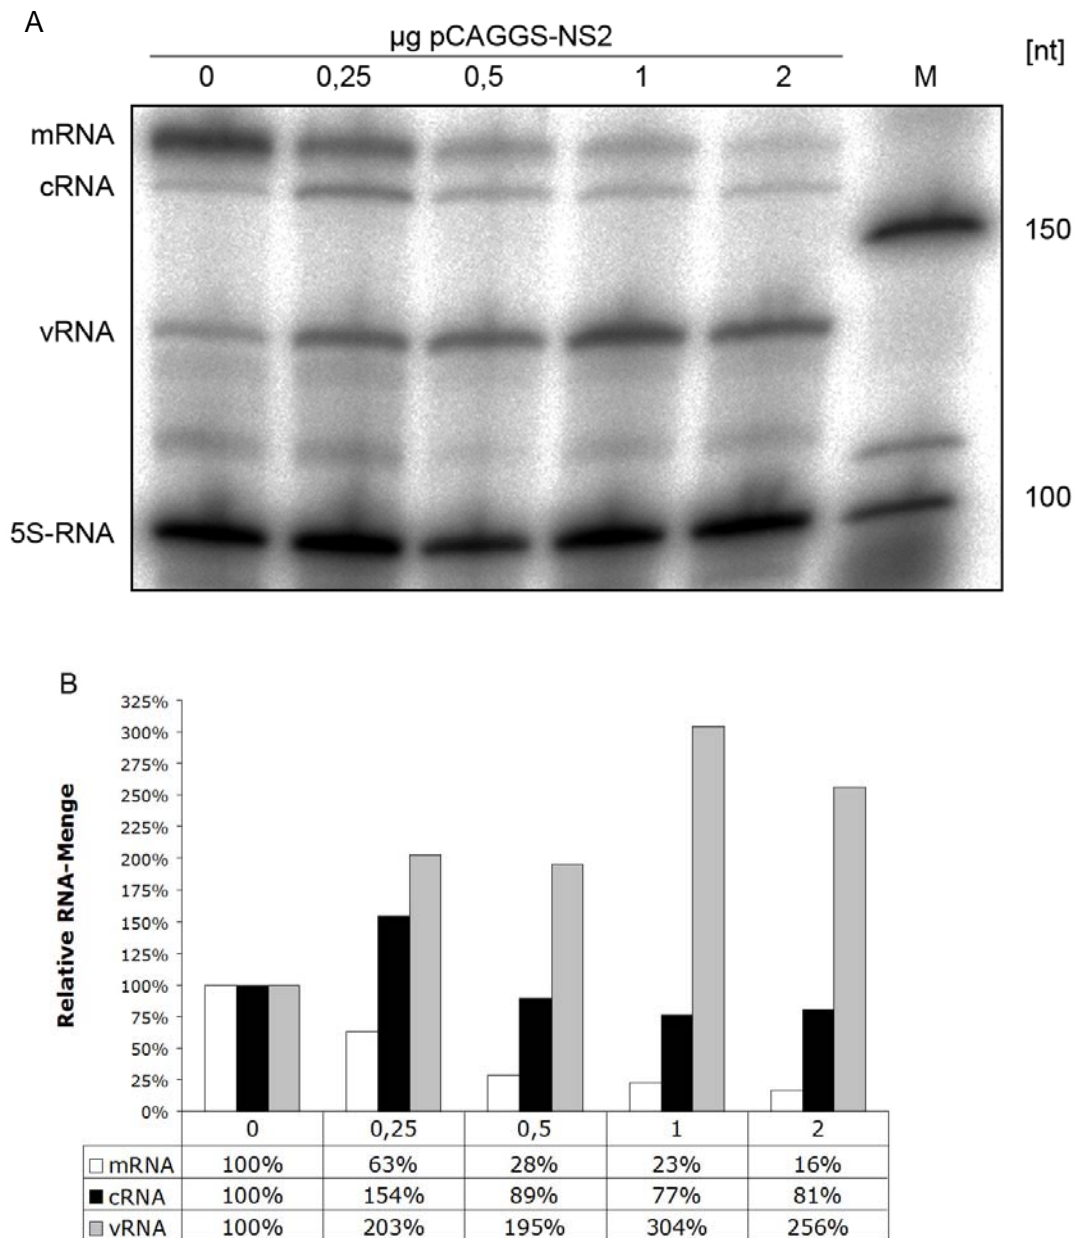 A
µg pCAGGS-NS2
[nt]
0 0,25 0,5 1 2 M
mRNA
cRNA
150
vRNA
100
5S-RNA
B
325%
300%
275%
250%
225%
200%
175%
150%
125%
100%
75%
50%
25%
0%
Relative RNA-Menge
0 0,25 0,5 1 2
mRNA 100% 63% 28% 23% 16%
cRNA 100% 154% 89% 77% 81%
vRNA 100% 203% 195% 304% 256%